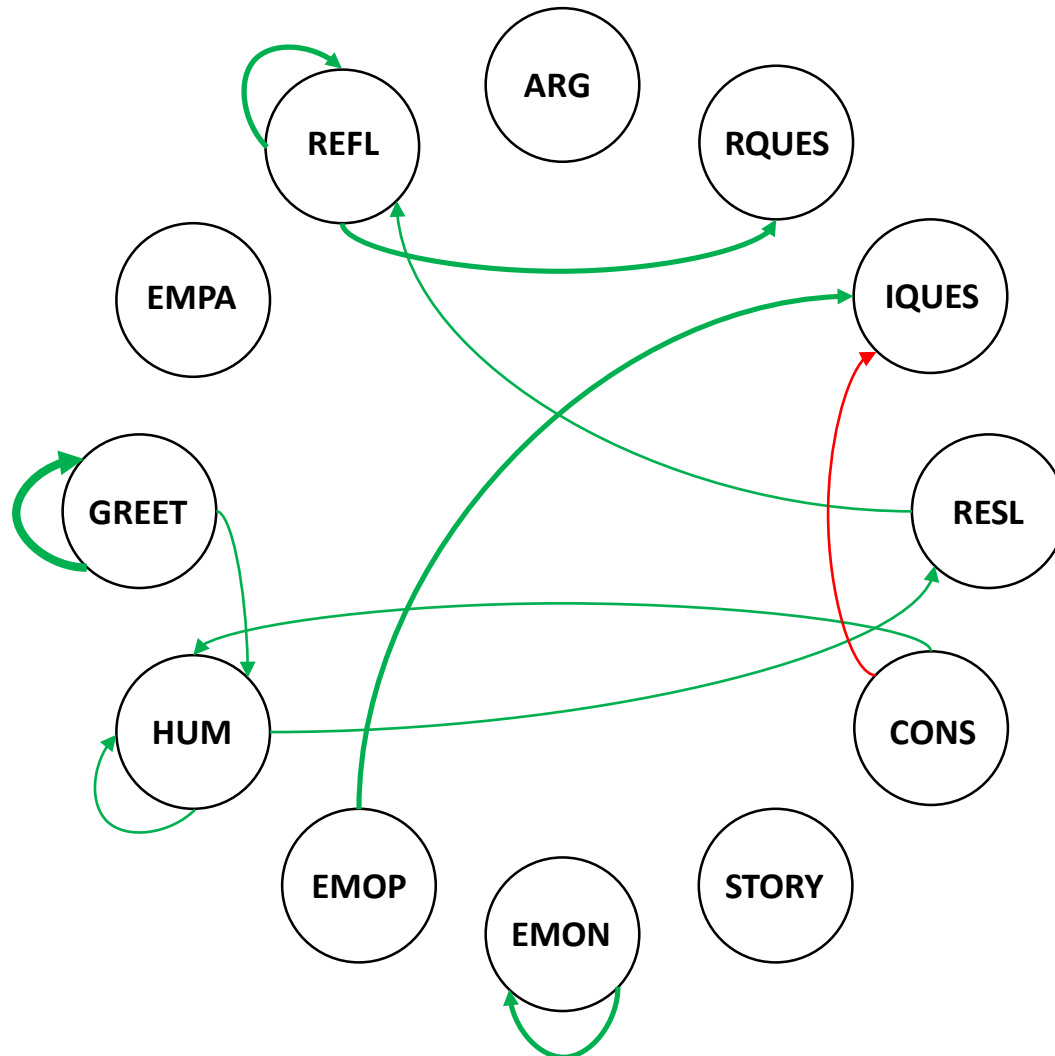 ARG
REFL
RQUES
EMPA
IQUES
GREET
RESL
HUM
CONS
EMOP
STORY
EMON